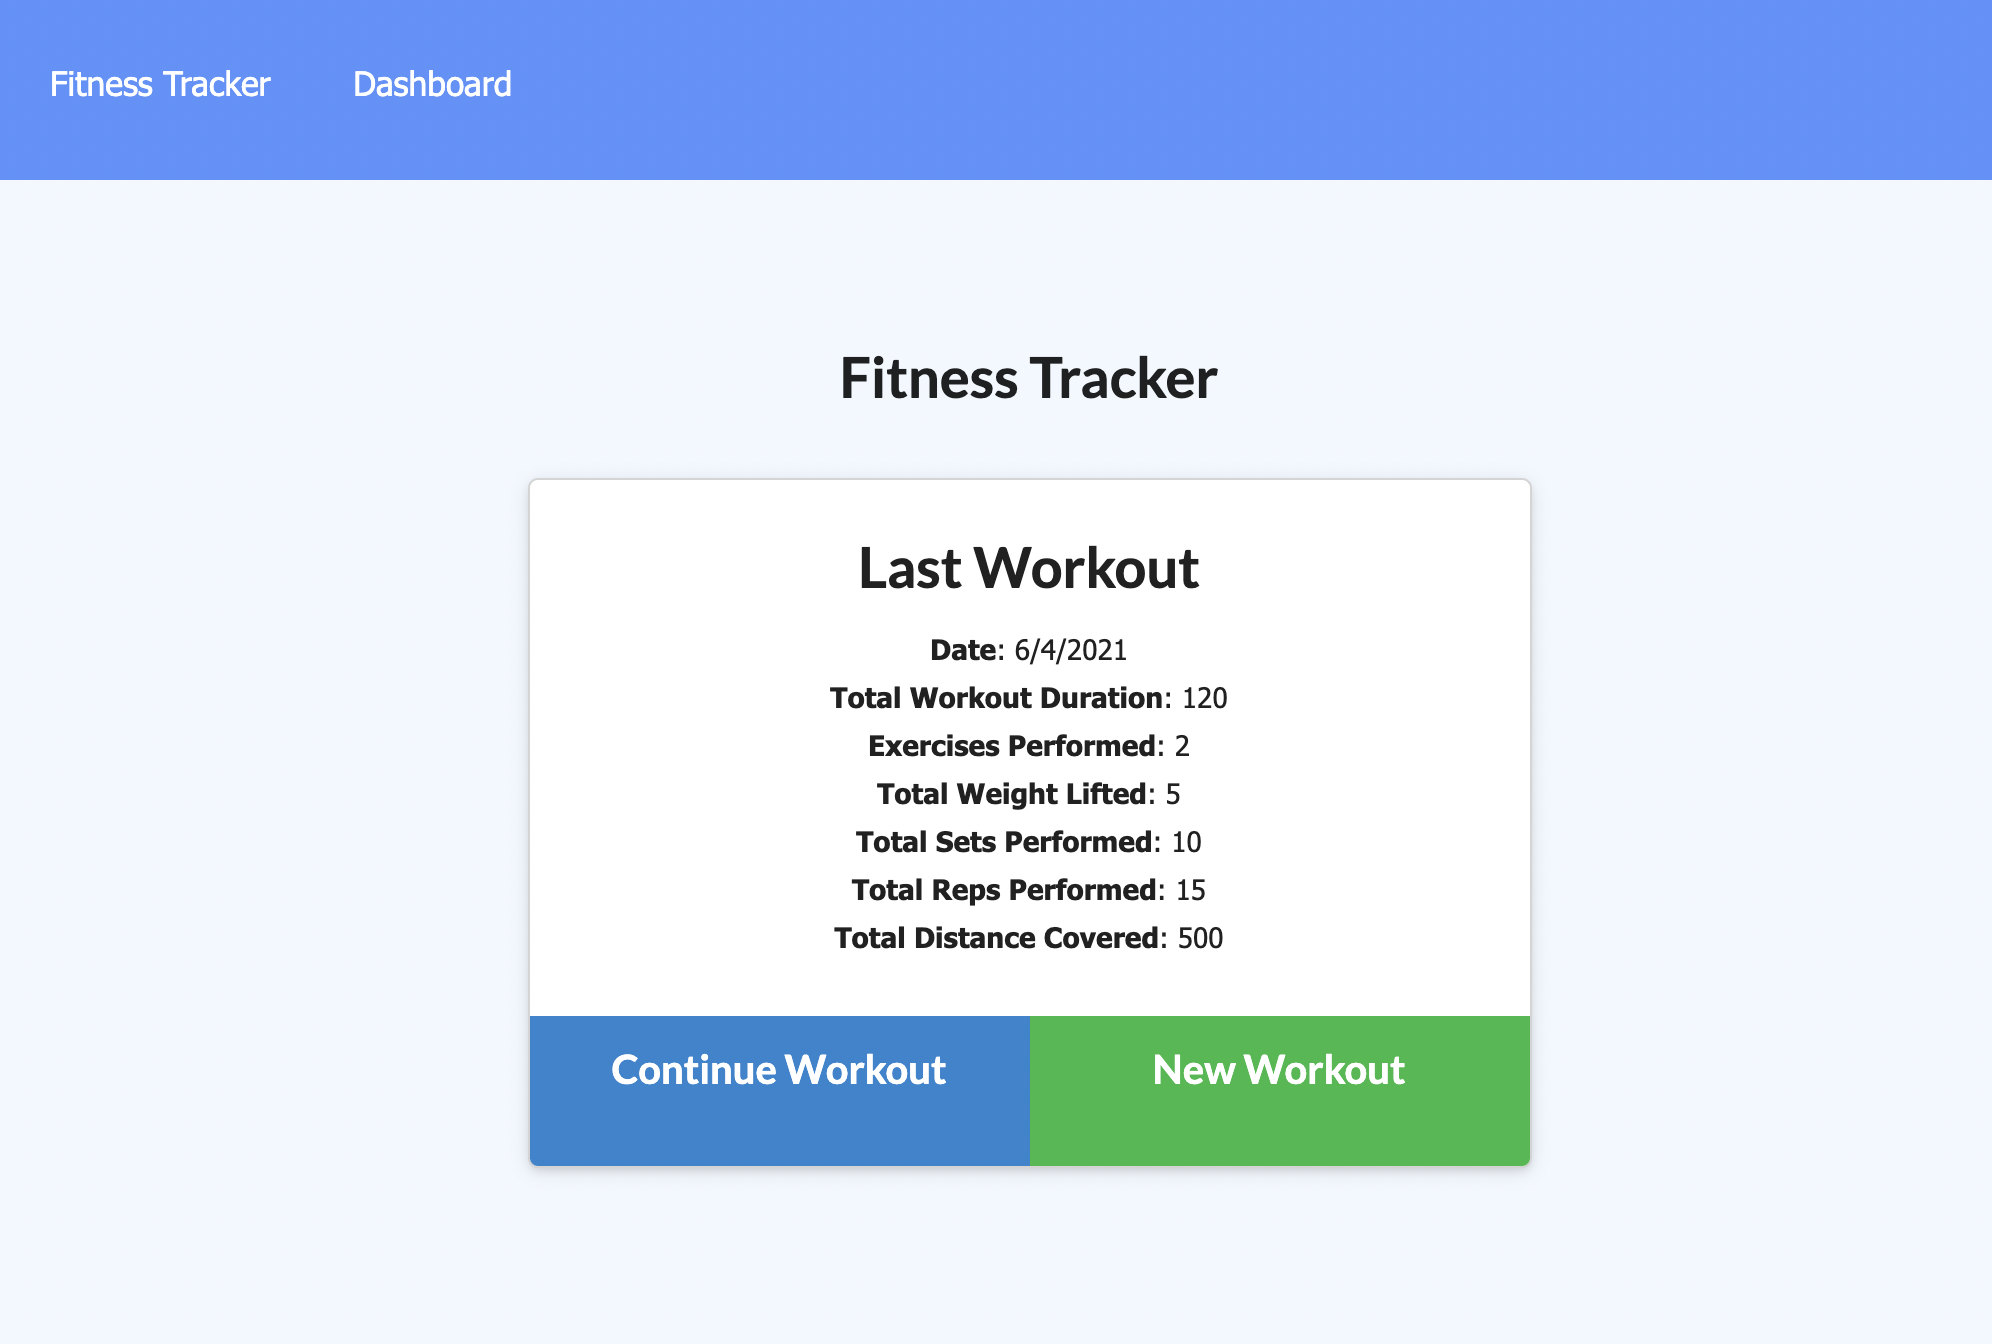 Fitness Tracker Dashboard
Fitness Tracker
Last Workout
Date: 6/4/2021
Total Workout Duration: 120
Exercises Performed: 2
Total Weight Lifted: 5
Total Sets Performed: 10
Total Reps Performed: 15
Total Distance Covered: 500
Continue Workout New Workout